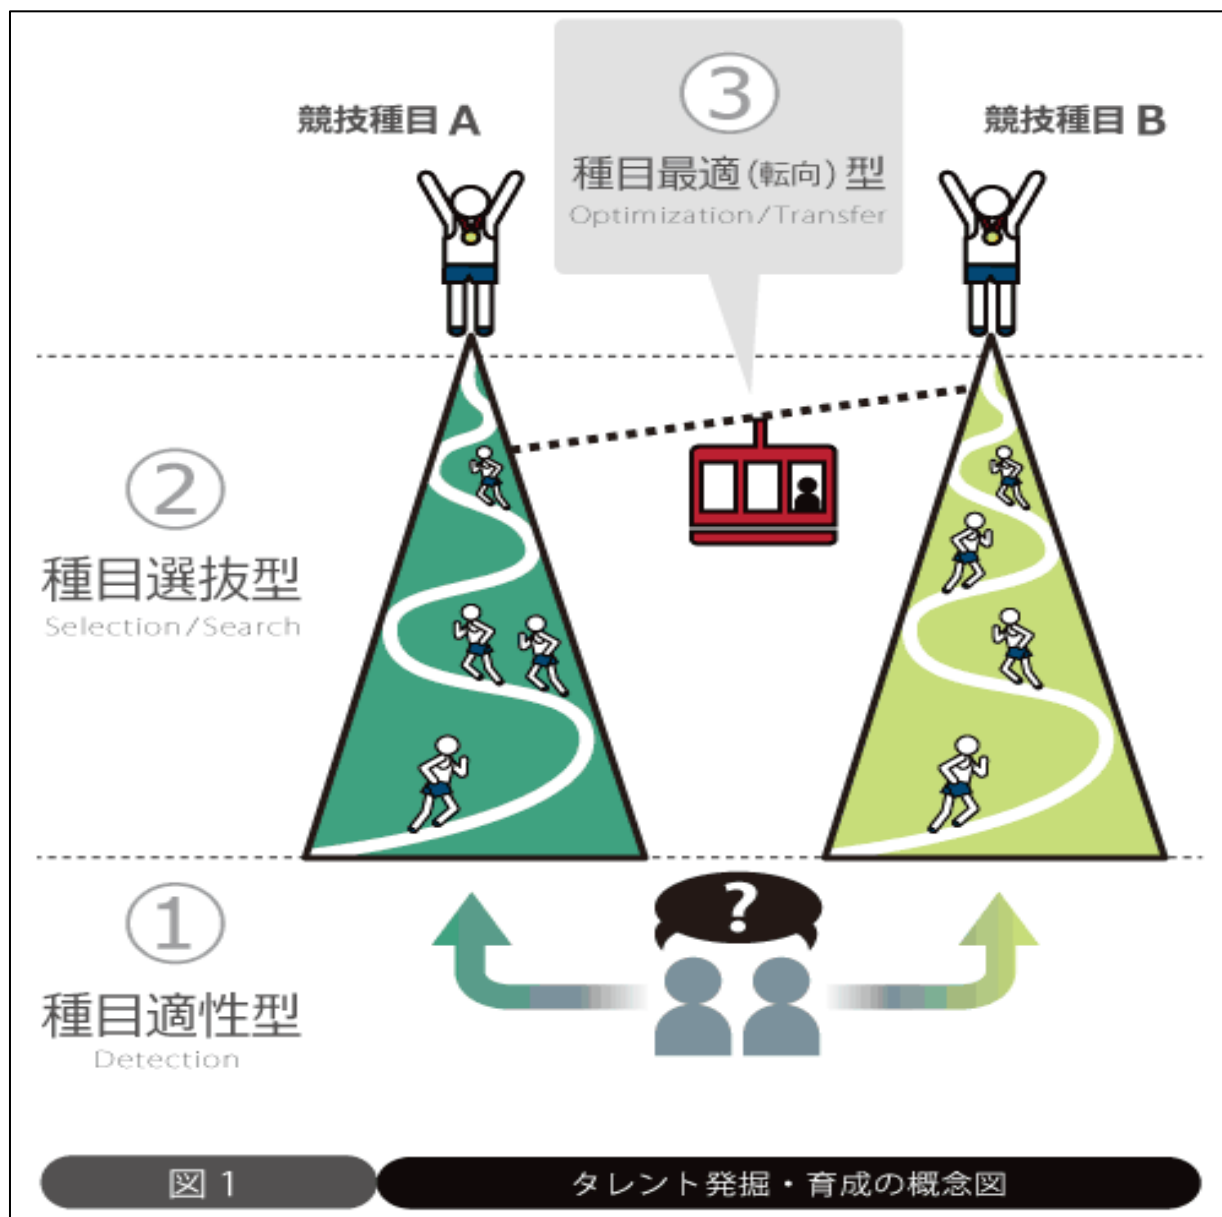 競技種目 A
③
種目最適(転向)型
Optimization/Transfer
競技種目 B
②
種目選抜型
Selection/Search
①
種目適性型
Detection
?
図 1
タレント発掘・育成の概念図